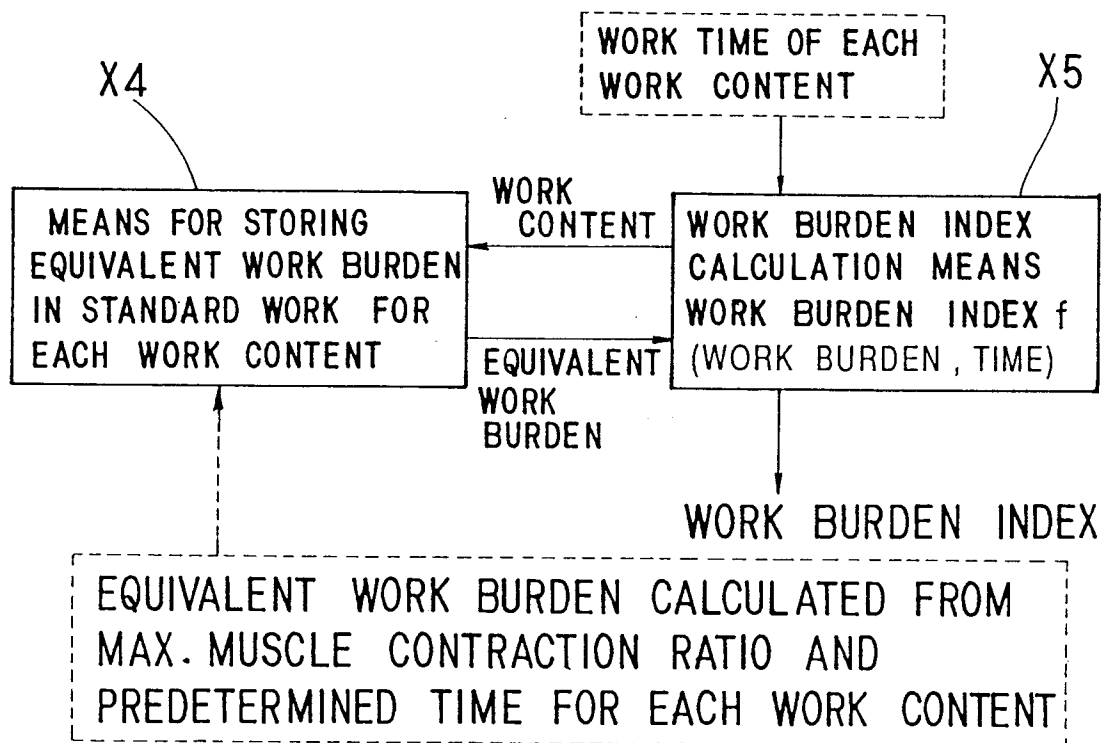 WORK TIME OF EACH
WORK CONTENT
X4
X5
MEANS FOR STORING
EQUIVALENT WORK BURDEN
IN STANDARD WORK FOR
EACH WORK CONTENT
WORK
CONTENT
EQUIVALENT
WORK
BURDEN
WORK BURDEN INDEX
CALCULATION MEANS
WORK BURDEN INDEX f
(WORK BURDEN, TIME)
WORK BURDEN INDEX
EQUIVALENT WORK BURDEN CALCULATED FROM
MAX. MUSCLE CONTRACTION RATIO AND
PREDETERMINED TIME FOR EACH WORK CONTENT